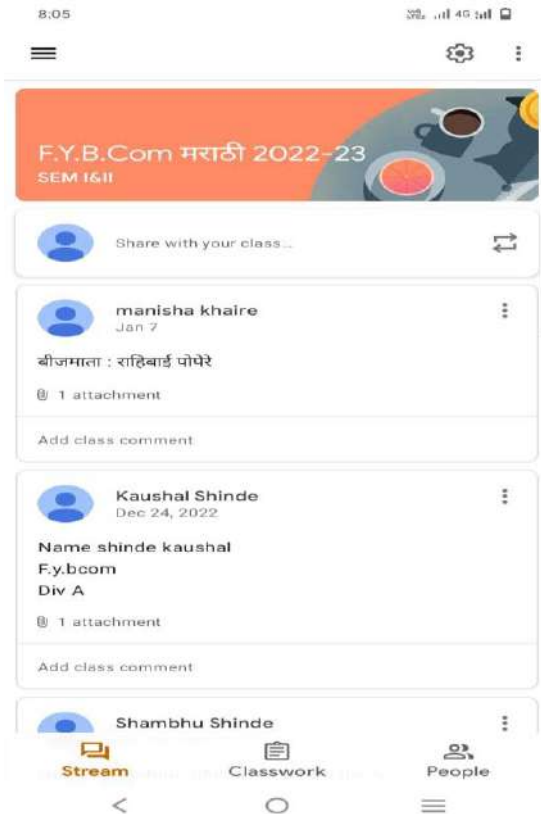 8:05
4G
F.Y.B.Com मराठी 2022-23
SEM I&II
Share with your class...
manisha khaire
Jan 7
बीजमाता : राहिबाई पोपेरे
1 attachment
Add class comment
Kaushal Shinde
Dec 24, 2022
Name shinde kaushal
F.y.bcom
Div A
1 attachment
Add class comment
Shambhu Shinde
Stream
Classwork
People